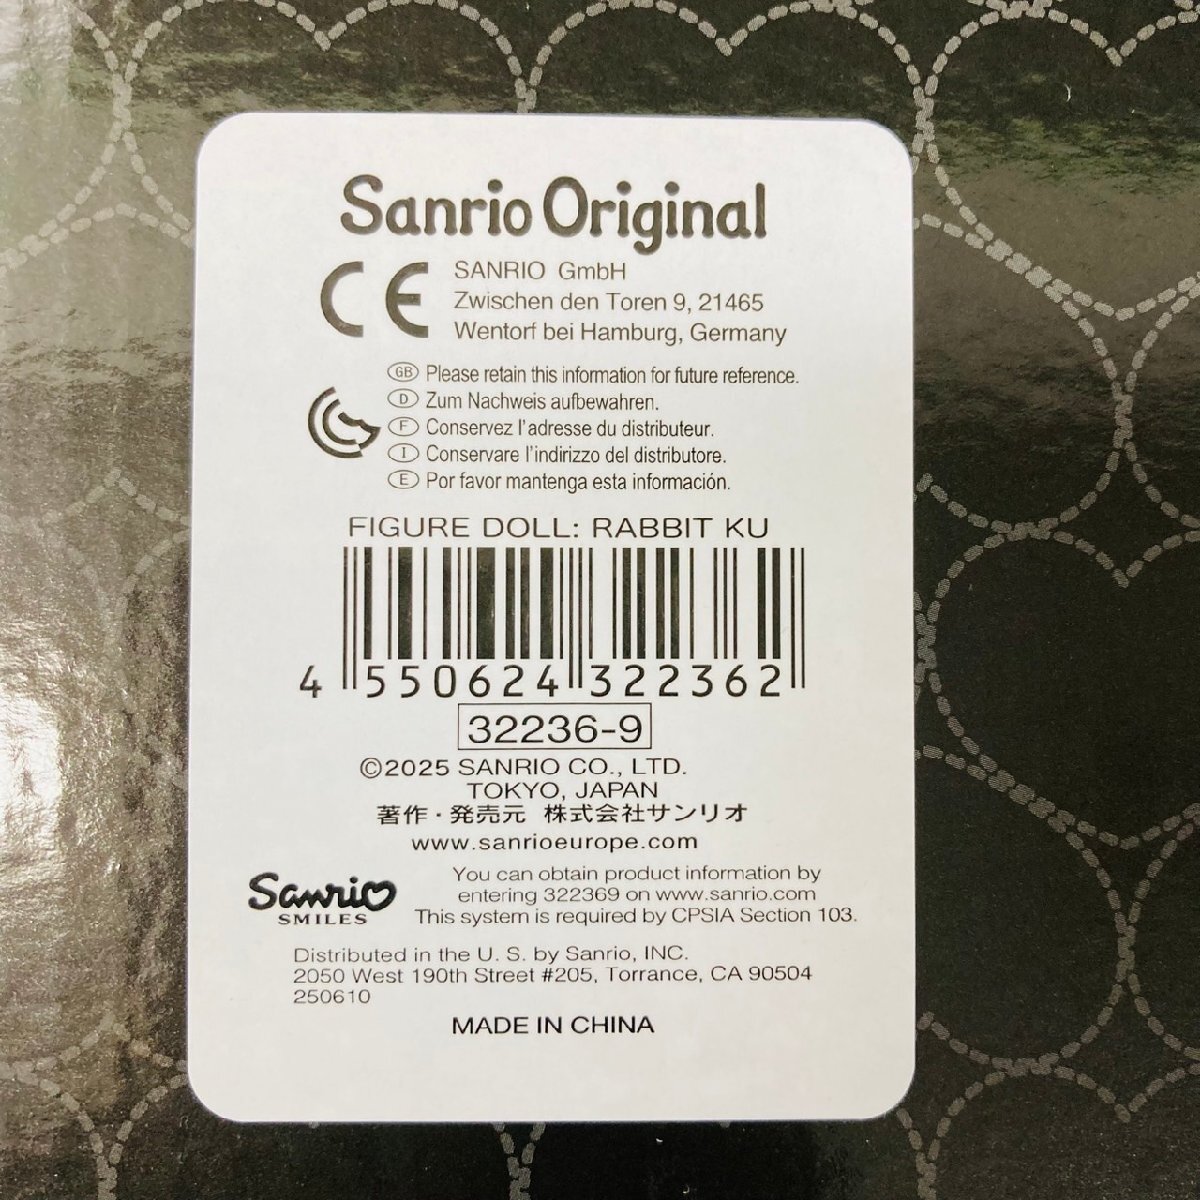 Sanrio Original
CE
SANRIO GmbH
Zwischen den Toren 9, 21465
Wentorf bei Hamburg, Germany
GB Please retain this information for future reference.
D Zum Nachweis aufbewahren.
F Conservez l'adresse du distributeur.
I Conservare l'indirizzo del distributore.
E Por favor mantenga esta información.
FIGURE DOLL: RABBIT KU
4 550624 322362
32236-9
©2025 SANRIO CO., LTD.
TOKYO, JAPAN
著作・発売元 株式会社サンリオ
www.sanrioeurope.com
Sanrio
SMILES
You can obtain product information by
entering 322369 on www.sanrio.com
This system is required by CPSIA Section 103.
Distributed in the U. S. by Sanrio, INC.
2050 West 190th Street #205, Torrance, CA 90504
250610
MADE IN CHINA